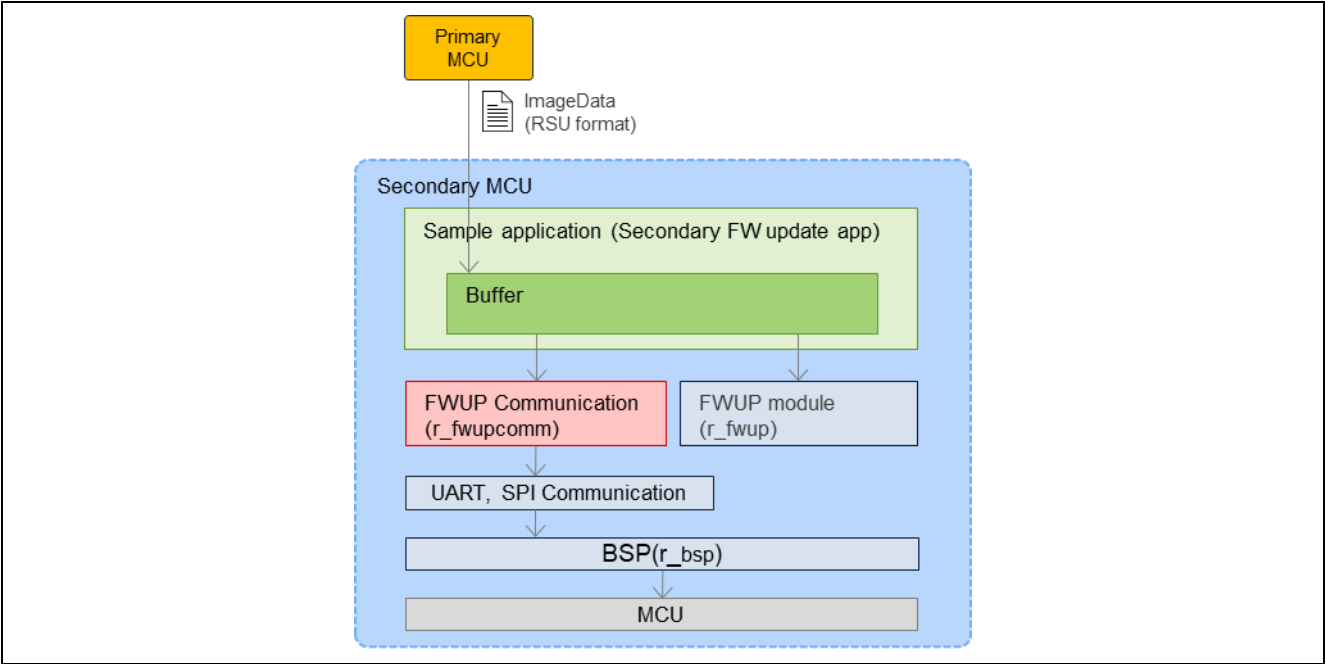 Primary
MCU
ImageData
(RSU format)
Secondary MCU
Sample application (Secondary FW update app)
Buffer
FWUP Communication
(r_fwupcomm)
FWUP module
(r_fwup)
UART, SPI Communication
BSP(r_bsp)
MCU